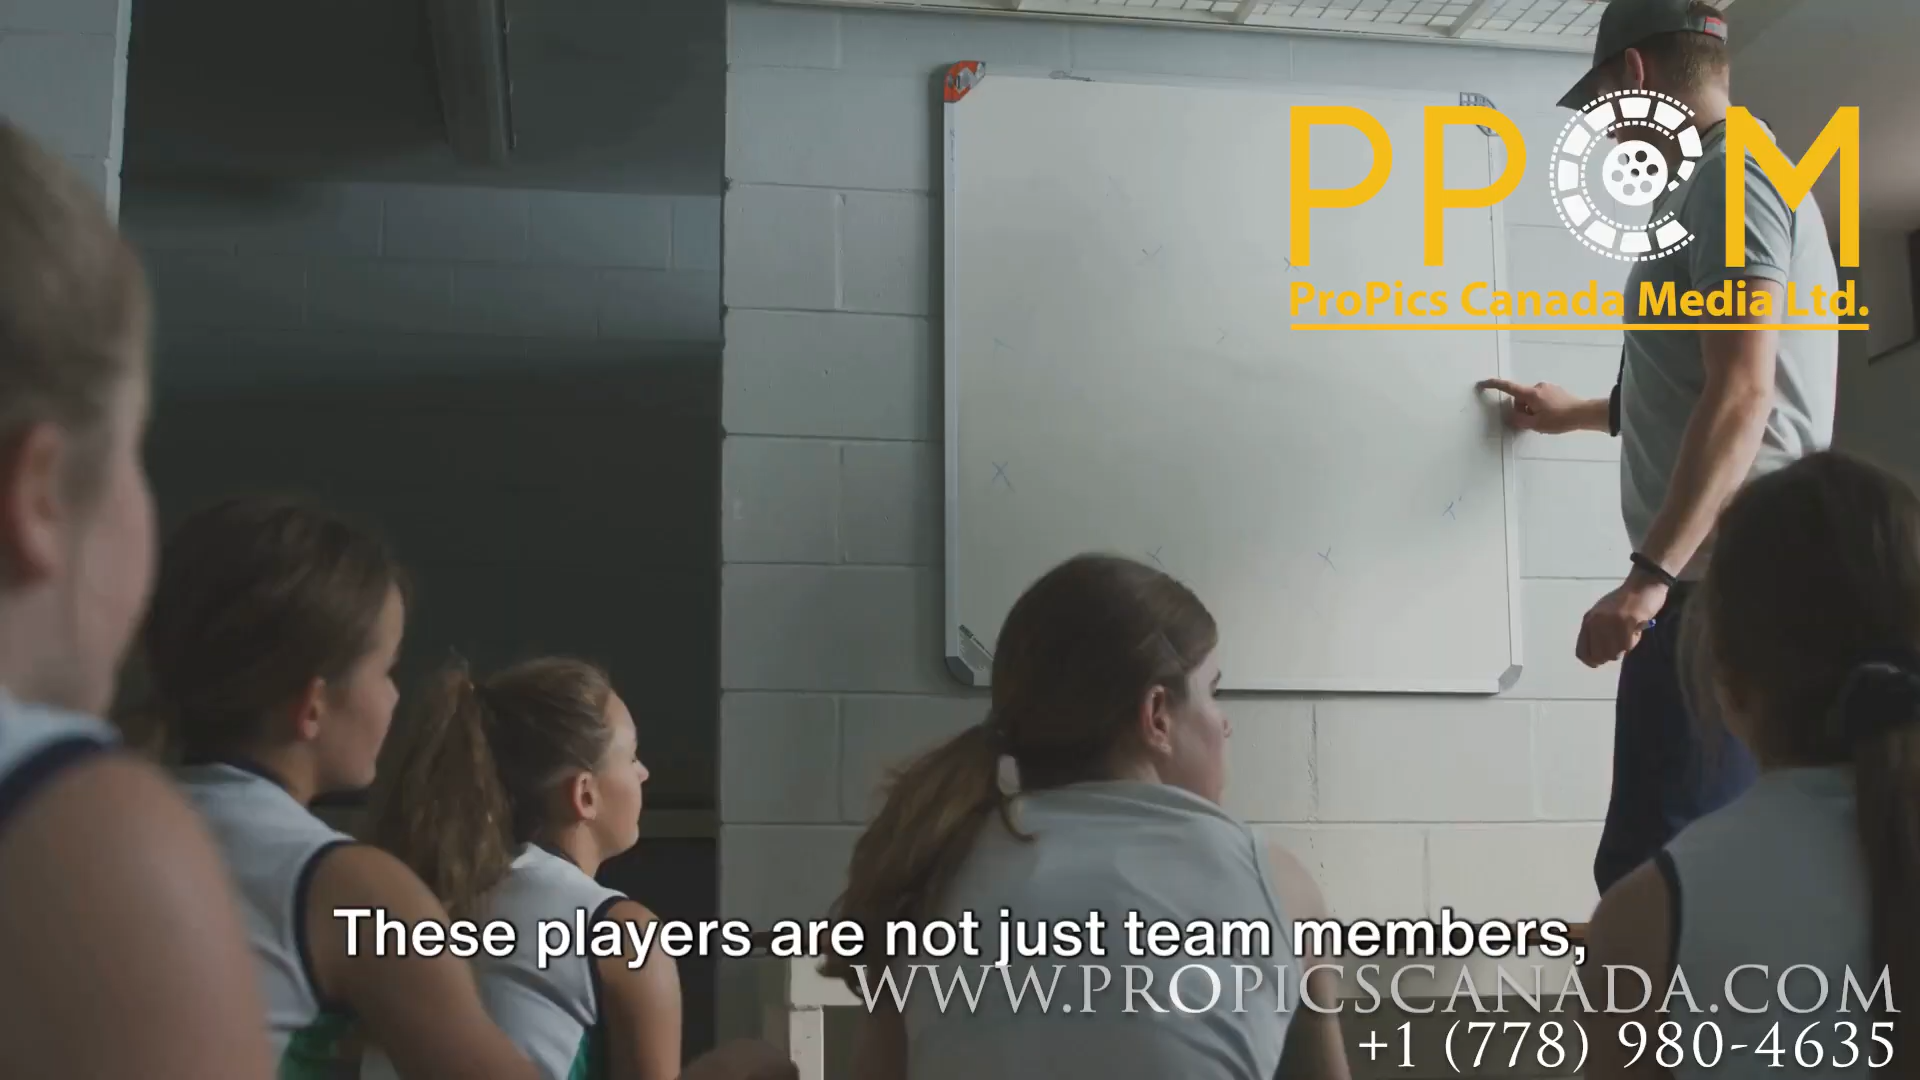 PPCM
ProPics Canada Media Ltd.
These players are not just team members,
WWW.PROPICSCANADA.COM
+1 (778) 980-4635